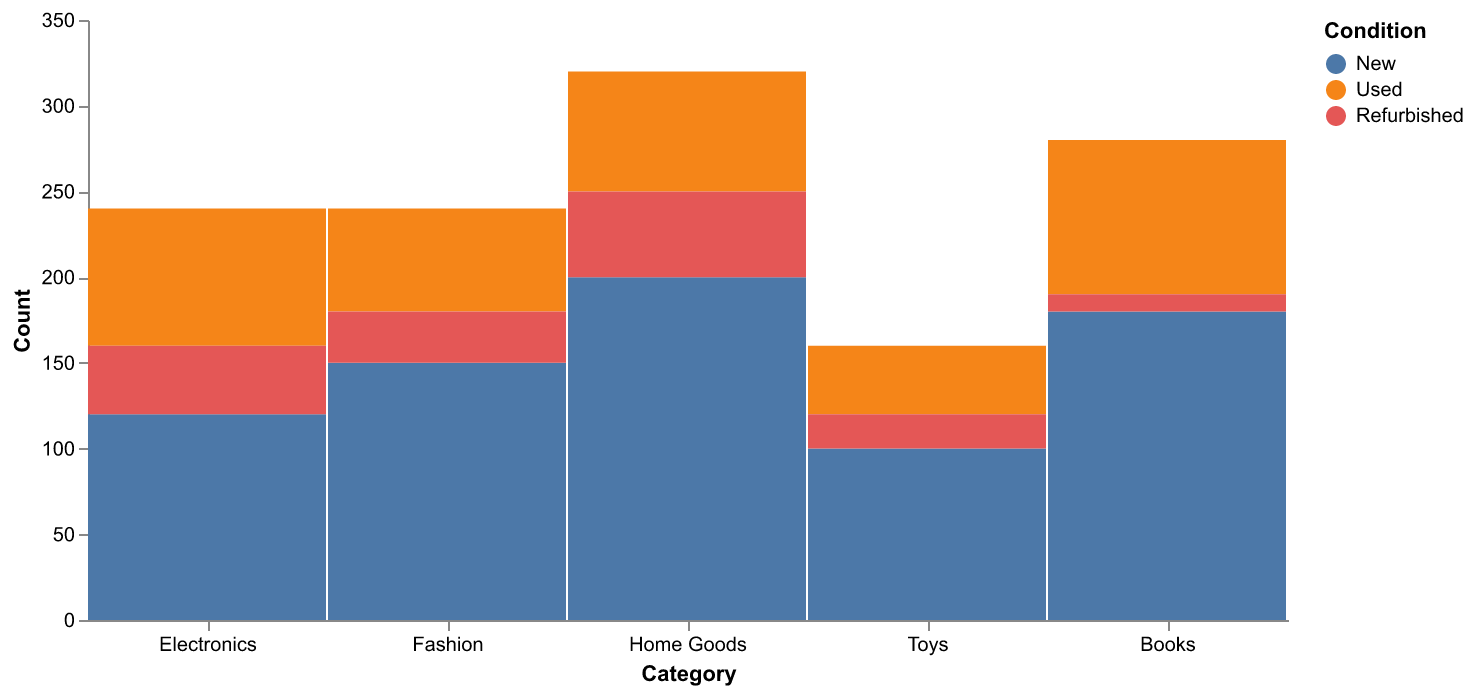 350
300
250
200
150
100
50
0
Count
Electronics
Fashion
Home Goods
Toys
Books
Category
Condition
New
Used
Refurbished